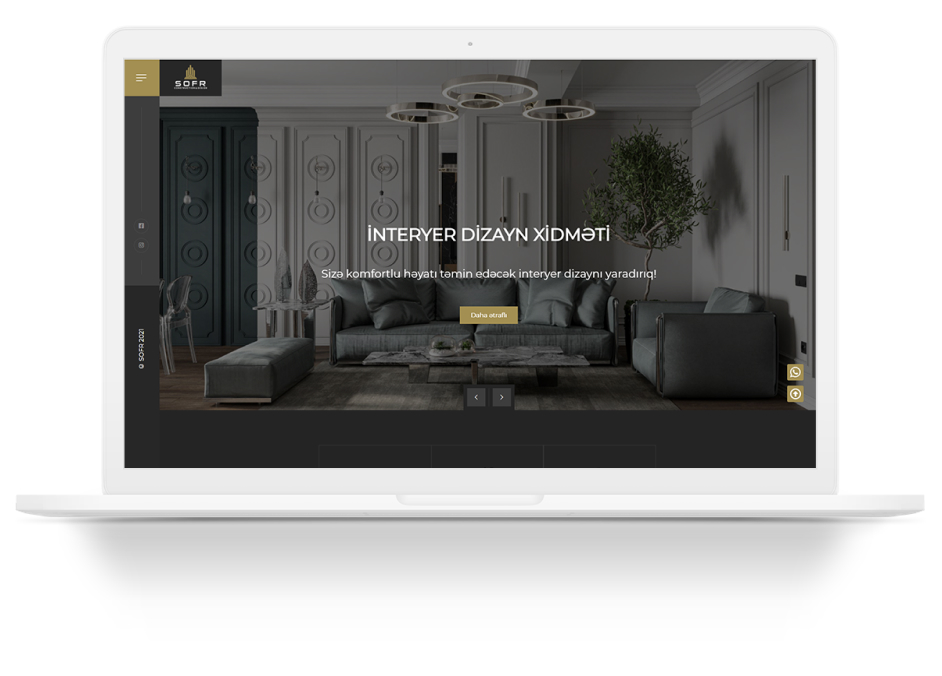 SOFR
İNTERYER DİZAYN XİDMƏTİ
Sizə komfortlu həyatı təmin edəcək interyer dizaynı yaradırıq!
Daha ətraflı
© SOFR 2021